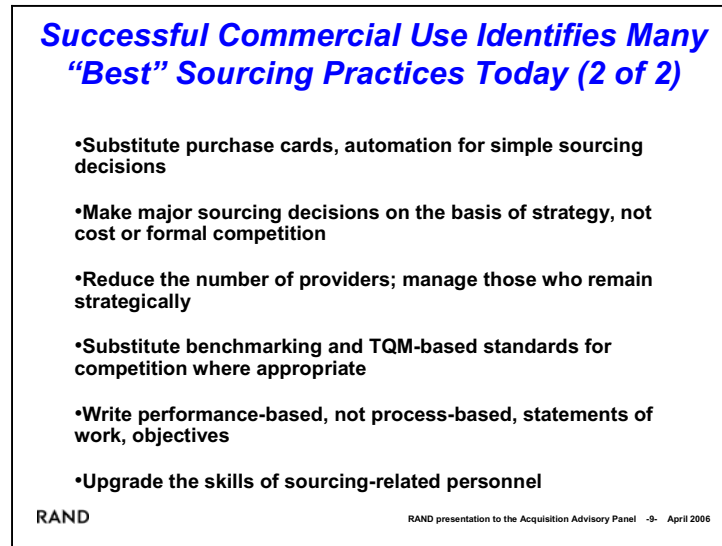 Successful Commercial Use Identifies Many
“Best” Sourcing Practices Today (2 of 2)
•Substitute purchase cards, automation for simple sourcing
decisions
•Make major sourcing decisions on the basis of strategy, not
cost or formal competition
•Reduce the number of providers; manage those who remain
strategically
•Substitute benchmarking and TQM-based standards for
competition where appropriate
•Write performance-based, not process-based, statements of
work, objectives
•Upgrade the skills of sourcing-related personnel
RAND
RAND presentation to the Acquisition Advisory Panel -9- April 2006